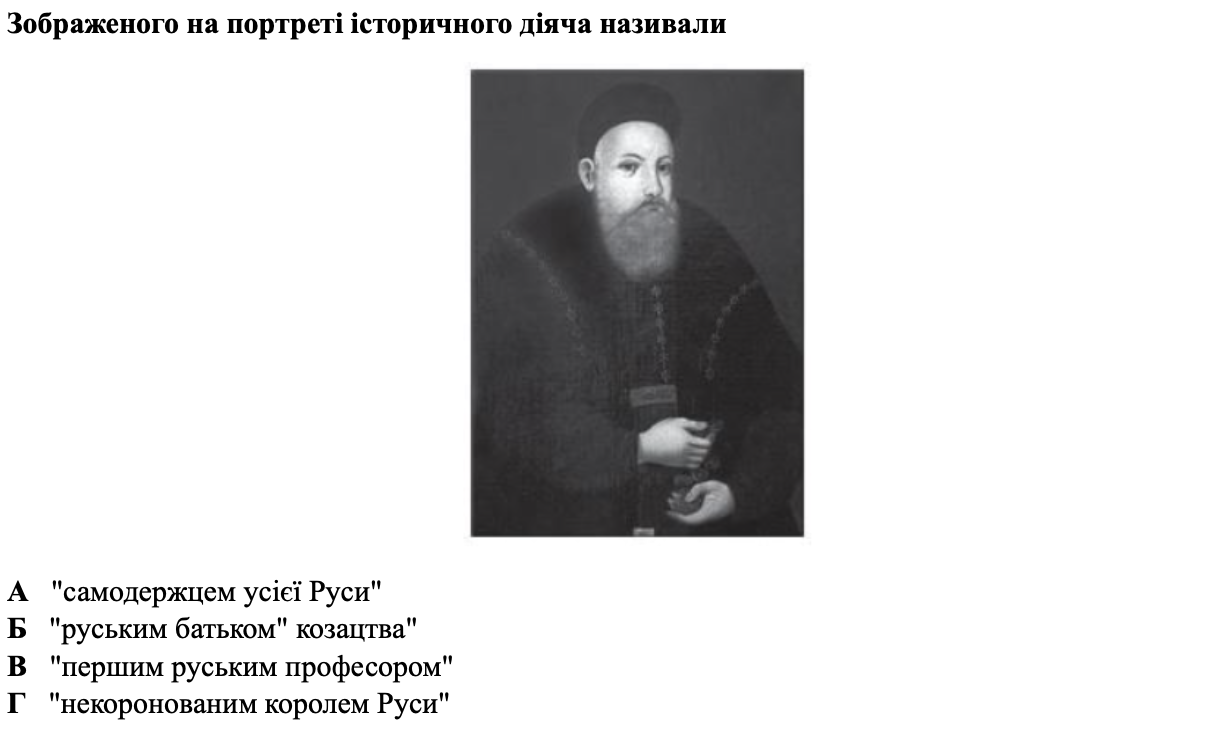 Зображеного на портреті історичного діяча називали
А "самодержцем усієї Руси"
Б "руським батьком" козацтва"
В "першим руським професором"
Г "некоронованим королем Руси"